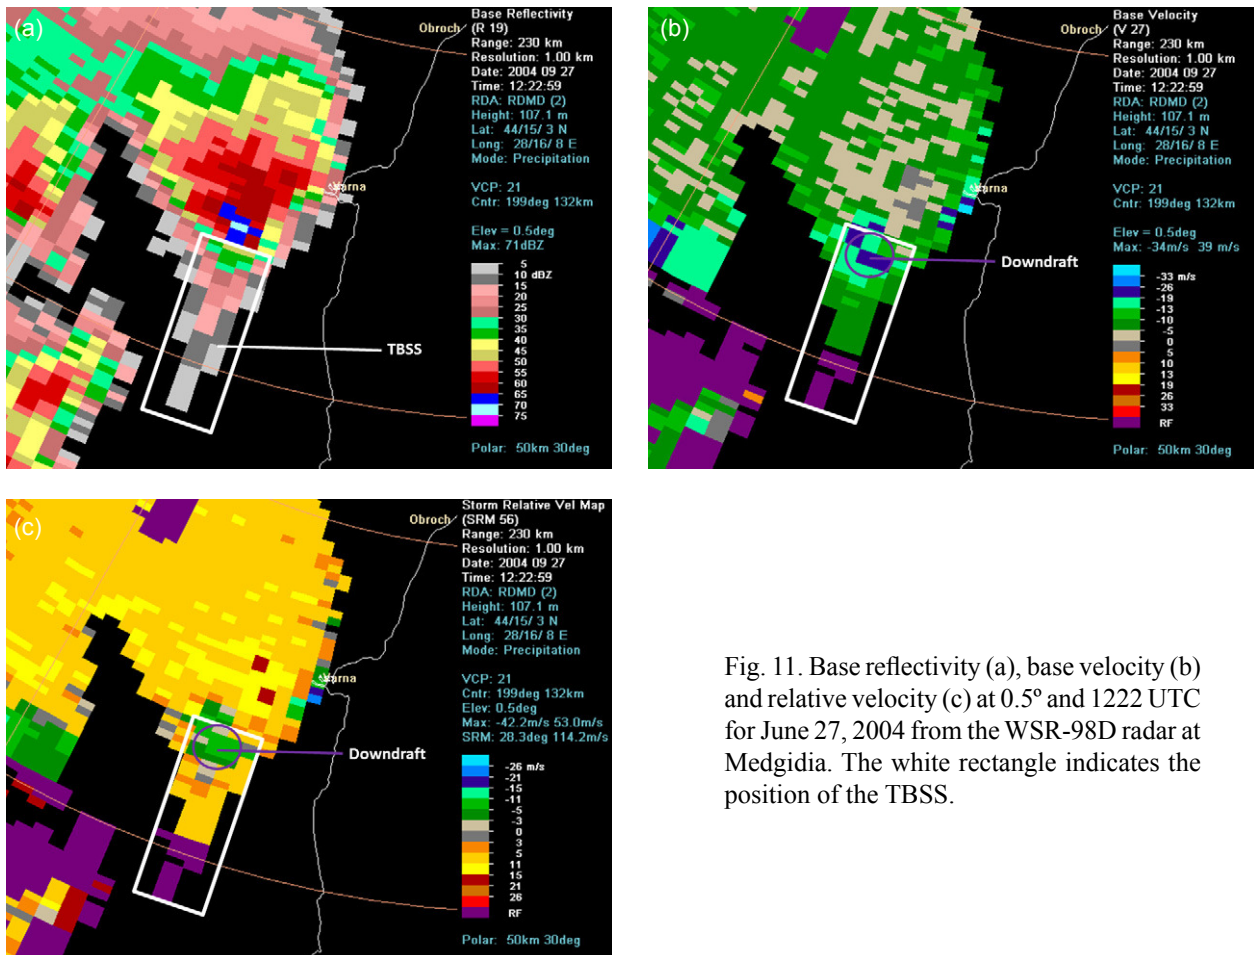 (a)
Obroch
Base Reflectivity
(R 19)
Range: 230 km
Resolution: 1.00 km
Date: 2004 09 27
Time: 12:22:59
RDA: RDMD (2)
Height: 107.1 m
Lat: 44/15/ 3 N
Long: 28/16/ 8 E
Mode: Precipitation
Varna
VCP: 21
Cntr: 199deg 132km
Elev = 0.5deg
Max: 71dBZ
5
10 dBZ
15
20
25
30
35
40
45
50
55
60
65
70
75
TBSS
Polar: 50km 30deg
(b)
Obroch
Base Velocity
(V 27)
Range: 230 km
Resolution: 1.00 km
Date: 2004 09 27
Time: 12:22:59
RDA: RDMD (2)
Height: 107.1 m
Lat: 44/15/ 3 N
Long: 28/16/ 8 E
Mode: Precipitation
Varna
VCP: 21
Cntr: 199deg 132km
Elev = 0.5deg
Max: -34m/s 39 m/s
Downdraft
-33 m/s
-26
-19
-13
-10
-5
0
5
10
13
19
26
33
RF
Polar: 50km 30deg
(c)
Obroch
Storm Relative Vel Map
(SRM 56)
Range: 230 km
Resolution: 1.00 km
Date: 2004 09 27
Time: 12:22:59
RDA: RDMD (2)
Height: 107.1 m
Lat: 44/15/ 3 N
Long: 28/16/ 8 E
Mode: Precipitation
Varna
VCP: 21
Cntr: 199deg 132km
Elev: 0.5deg
Max: -42.2m/s 53.0m/s
SRM: 28.3deg 114.2m/s
Downdraft
-26 m/s
-21
-15
-11
-5
-3
0
3
5
11
15
21
26
RF
Polar: 50km 30deg
Fig. 11. Base reflectivity (a), base velocity (b)
and relative velocity (c) at 0.5º and 1222 UTC
for June 27, 2004 from the WSR-98D radar at
Medgidia. The white rectangle indicates the
position of the TBSS.